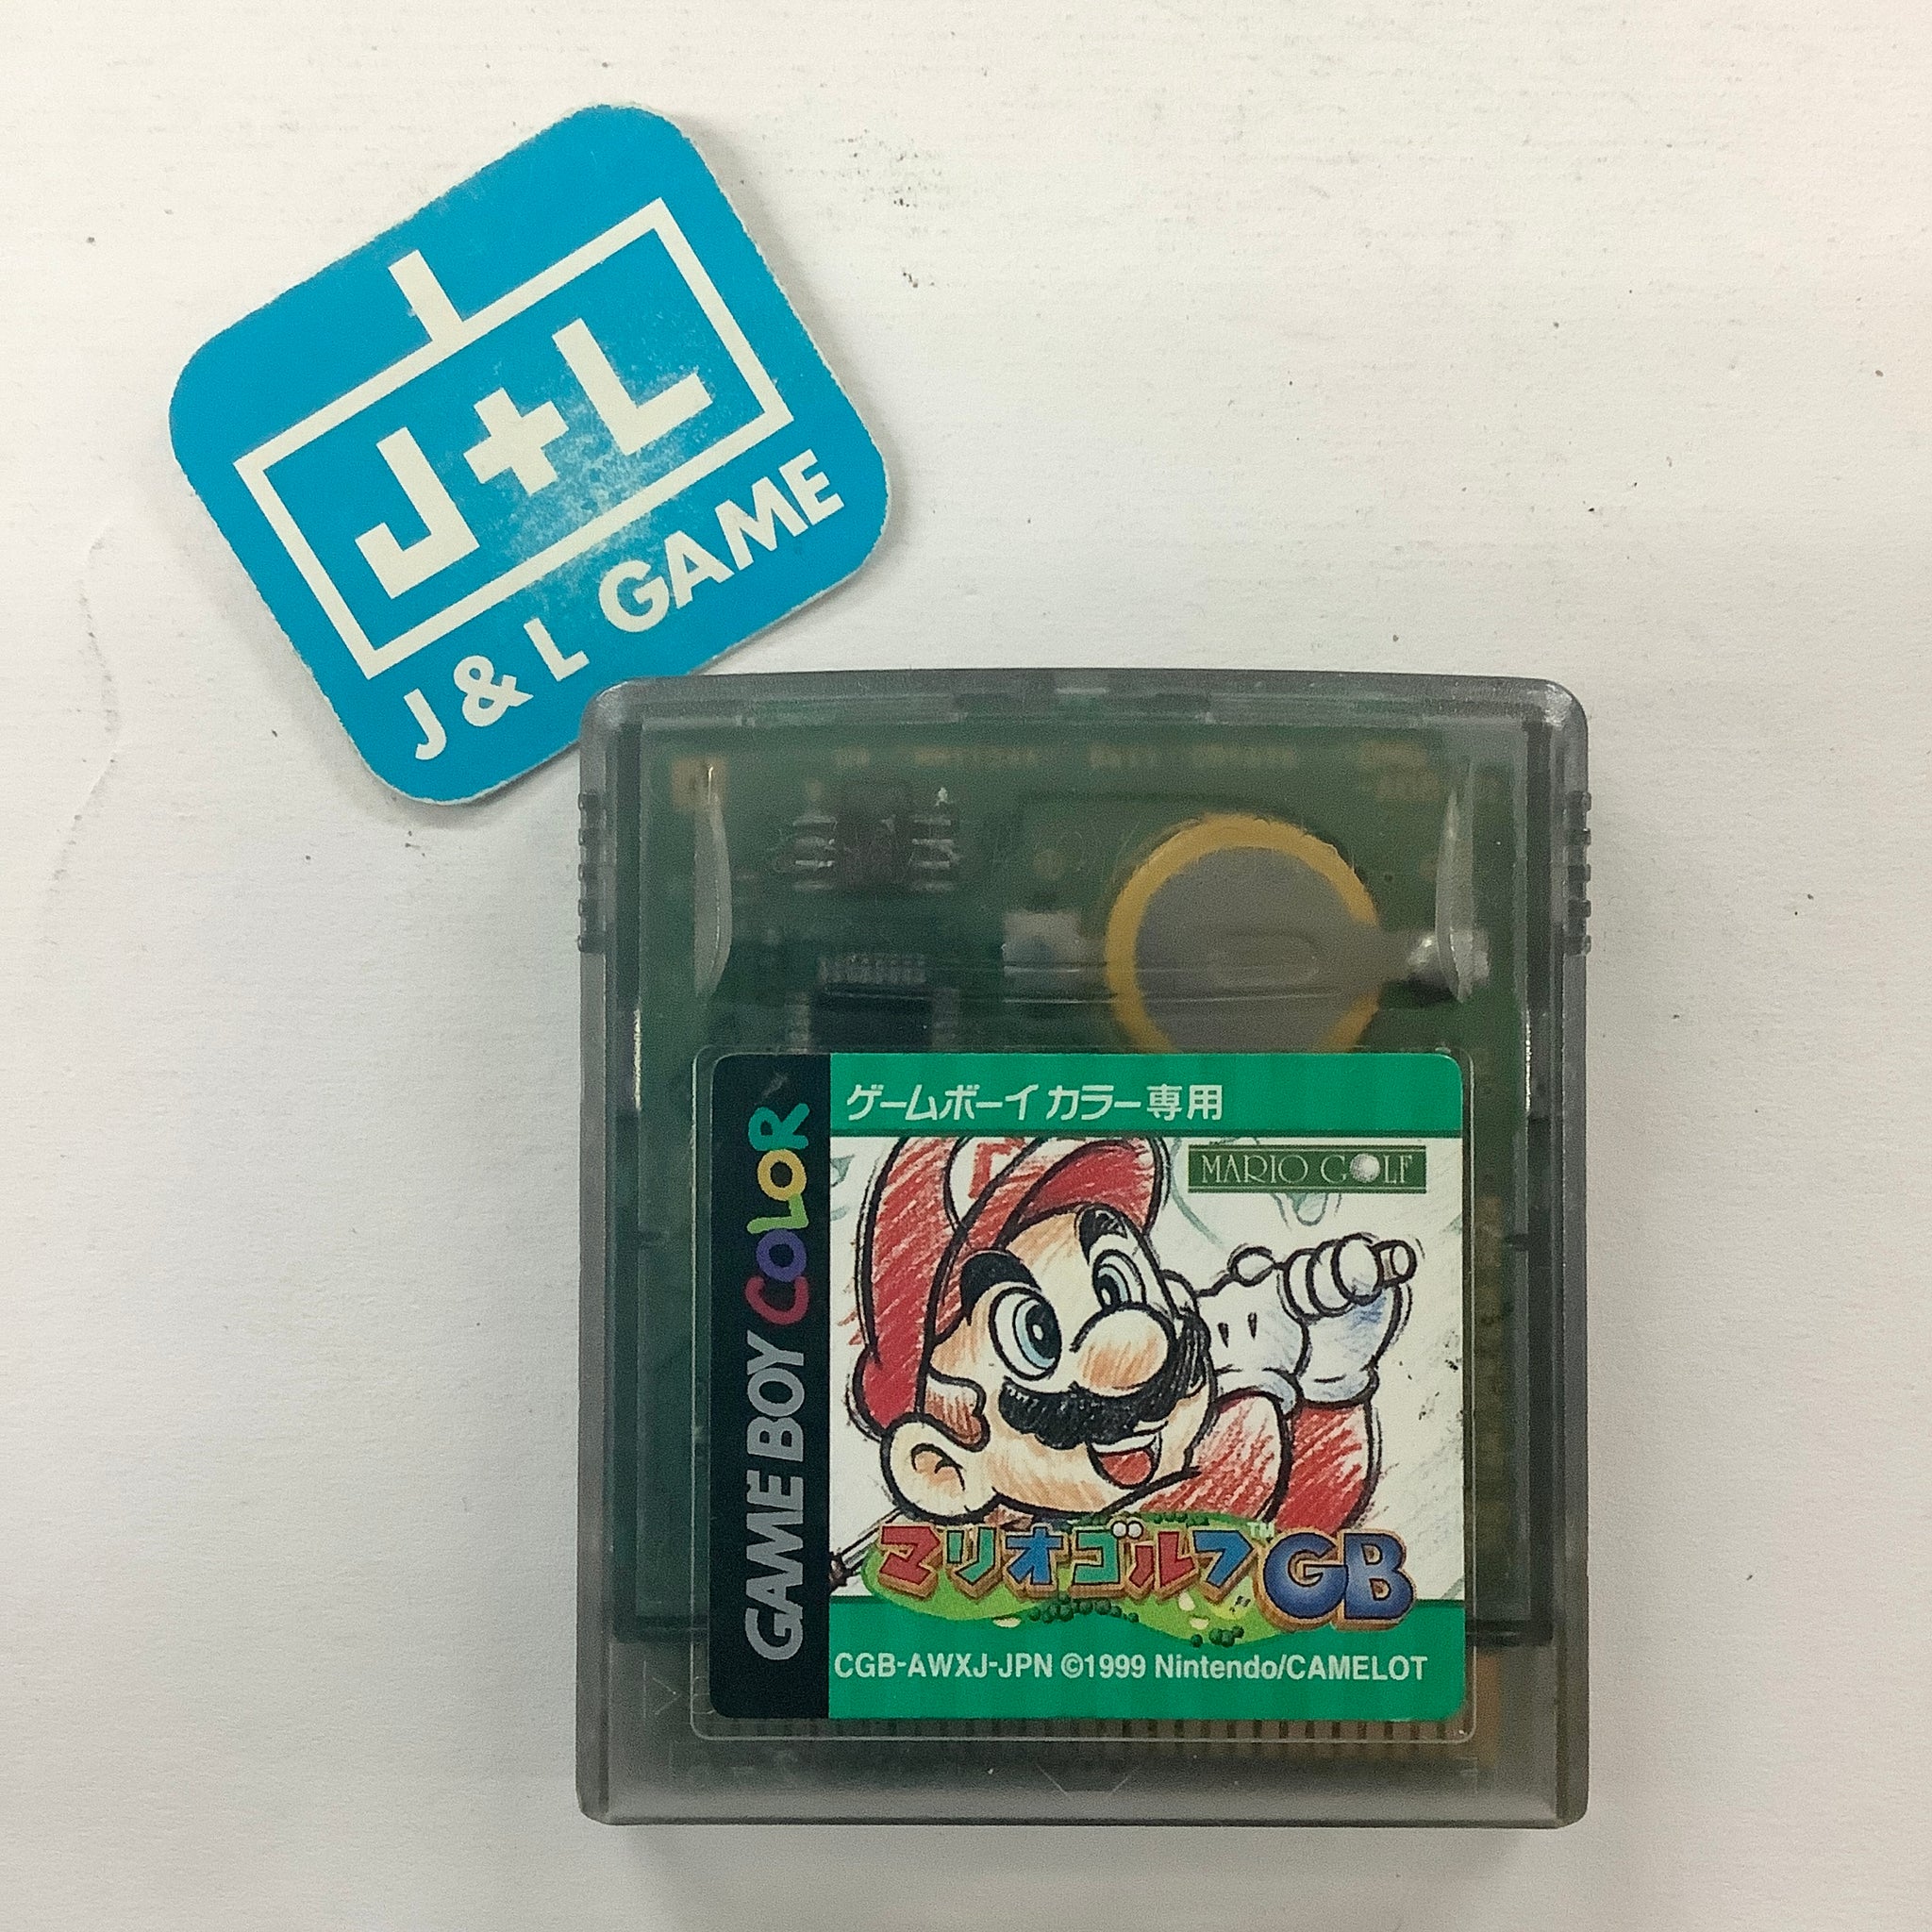 J+L
J & L GAME
ゲームボーイ カラー専用
MARIO GOLF
GAME BOY COLOR
マリオゴルフGB
TM
CGB-AWXJ-JPN ©1999 Nintendo/CAMELOT